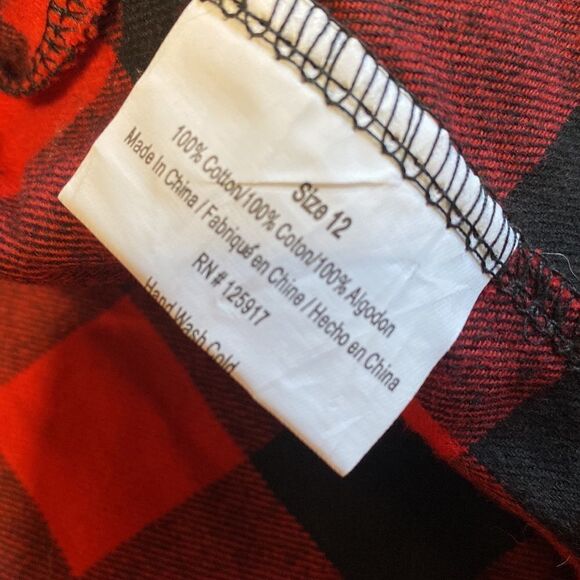 Size 12
100% Cotton/100% Coton/100% Algodon
Made In China / Fabriqué en Chine / Hecho en China
RN # 125917
Hand Wash Cold